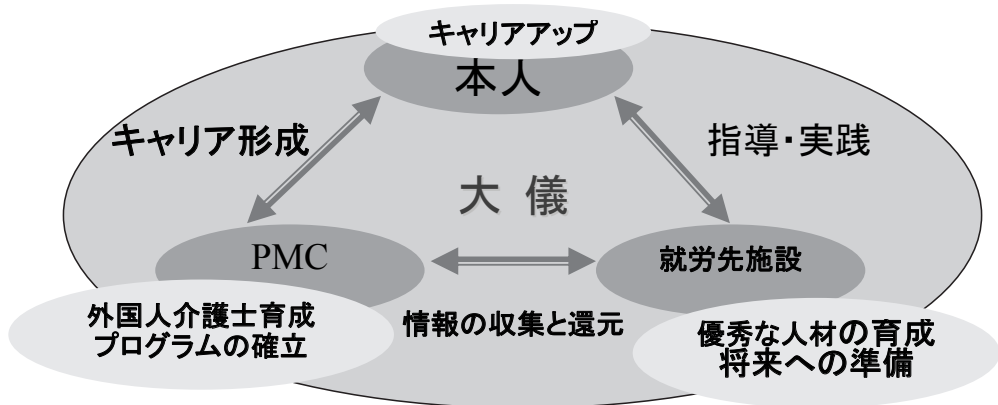 キャリアアップ
本人
キャリア形成
指導・実践
大 儀
PMC
就労先施設
外国人介護士育成
プログラムの確立
情報の収集と還元
優秀な人材の育成
将来への準備